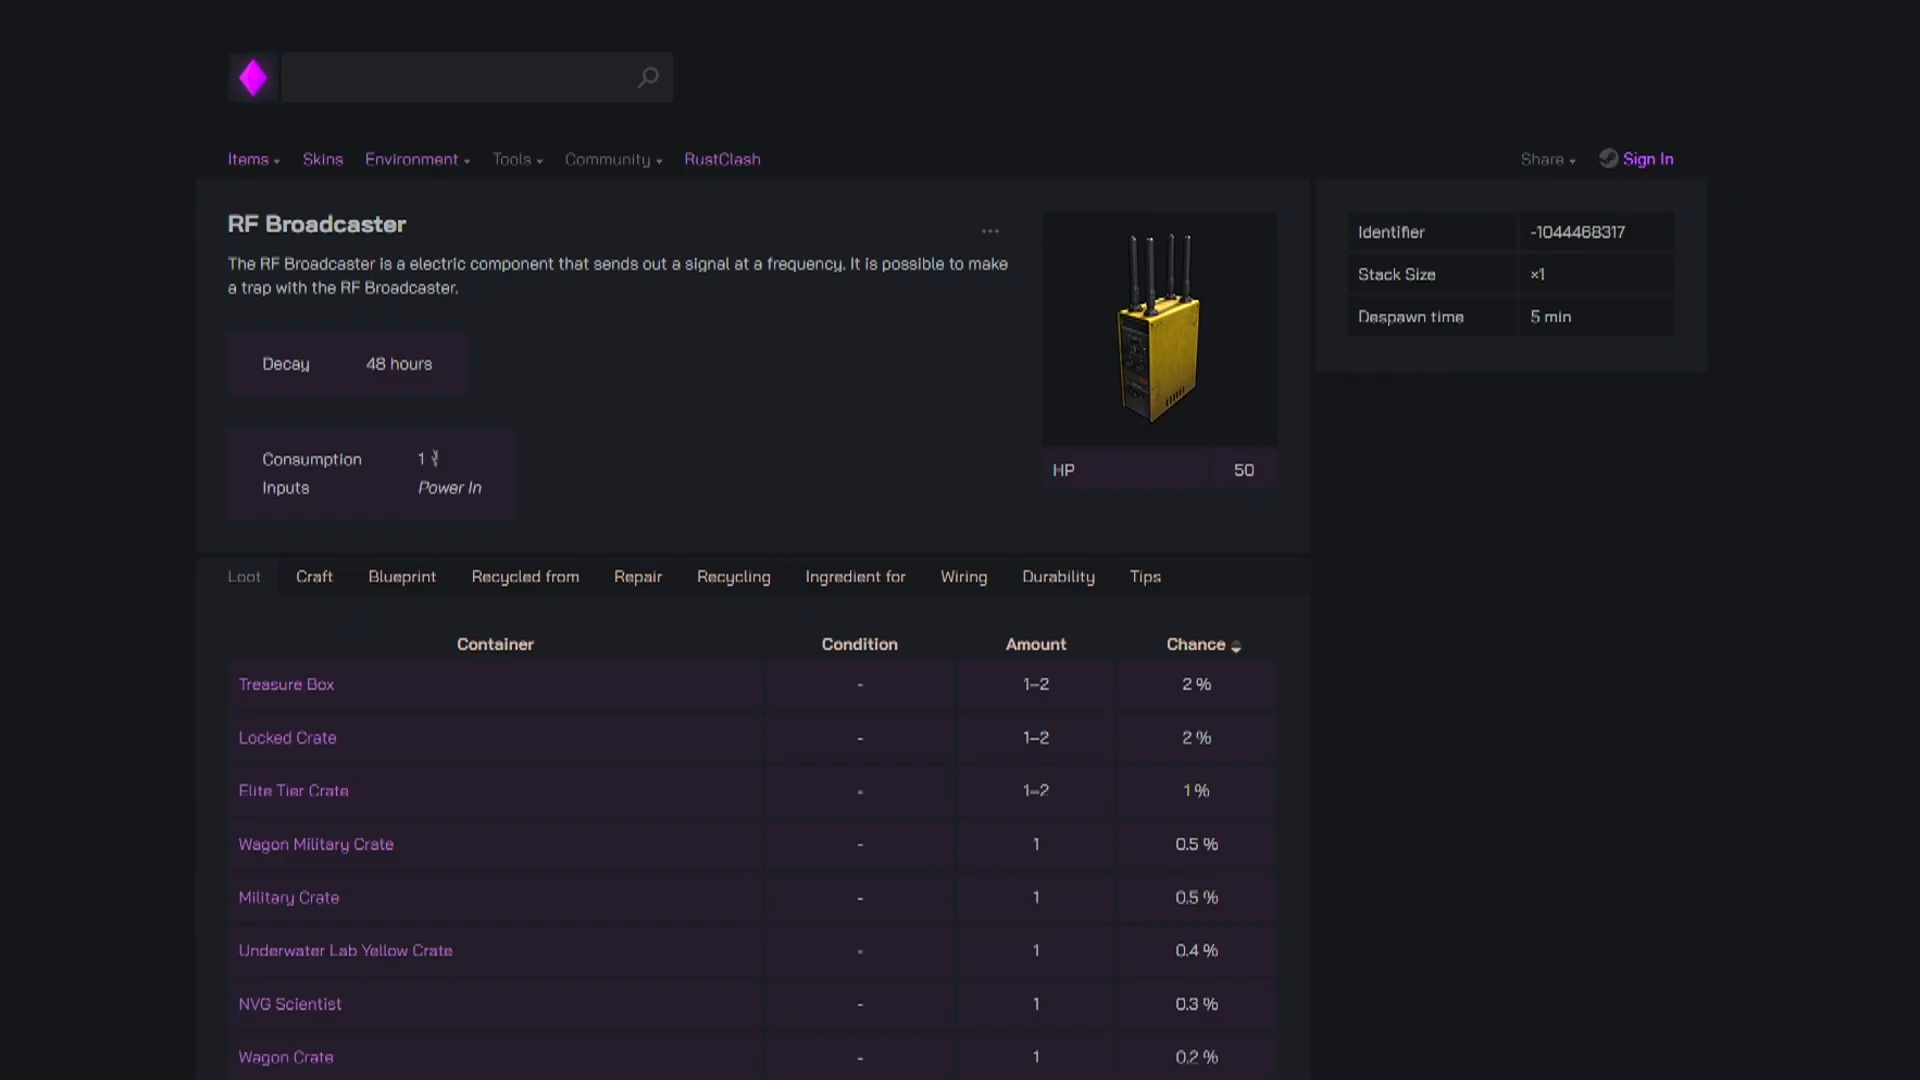 Items
Skins
Environment
Tools
Community
RustClash
Share
Sign In
RF Broadcaster
...
The RF Broadcaster is a electric component that sends out a signal at a frequency. It is possible to make
a trap with the RF Broadcaster.
Decay 48 hours
Consumption 1
Inputs Power In
HP 50
Identifier -1044468317
Stack Size ×1
Despawn time 5 min
Loot Craft Blueprint Recycled from Repair Recycling Ingredient for Wiring Durability Tips
Container Condition Amount Chance
Treasure Box - 1–2 2 %
Locked Crate - 1–2 2 %
Elite Tier Crate - 1–2 1 %
Wagon Military Crate - 1 0.5 %
Military Crate - 1 0.5 %
Underwater Lab Yellow Crate - 1 0.4 %
NVG Scientist - 1 0.3 %
Wagon Crate - 1 0.2 %